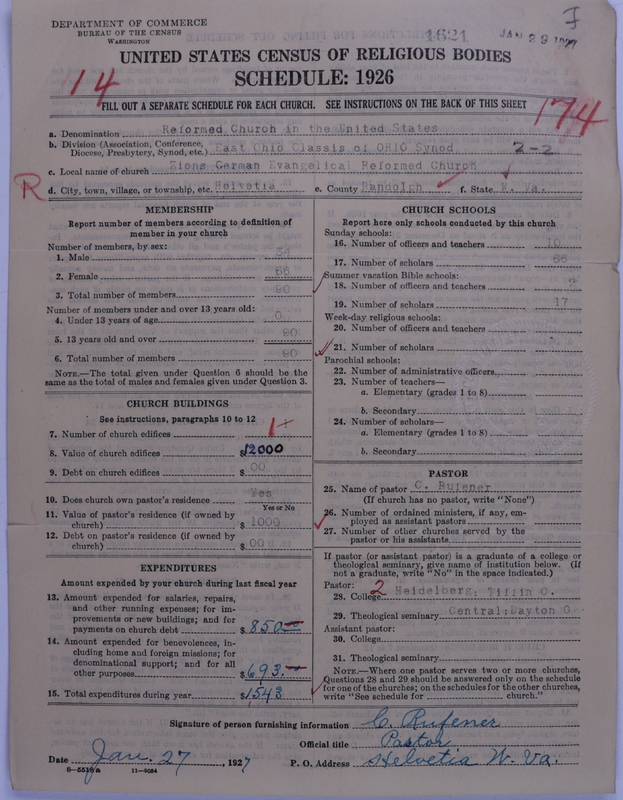 DEPARTMENT OF COMMERCE
BUREAU OF THE CENSUS
WASHINGTON
1621
JAN 29 1927
I
UNITED STATES CENSUS OF RELIGIOUS BODIES
SCHEDULE: 1926
14
FILL OUT A SEPARATE SCHEDULE FOR EACH CHURCH. SEE INSTRUCTIONS ON THE BACK OF THIS SHEET
174
a. Denomination Reformed Church in the United States
b. Division (Association, Conference, Diocese, Presbytery, Synod, etc.) East Ohio Classis of OHIO Synod 2-2
c. Local name of church Zions German Evangelical Reformed Church
R d. City, town, village, or township, etc. Helvetia e. County Randolph f. State W. Va.
MEMBERSHIP
Report number of members according to definition of
member in your church
Number of members, by sex:
1. Male
2. Female
3. Total number of members 90
Number of members under and over 13 years old:
4. Under 13 years of age 0
5. 13 years old and over 90
6. Total number of members 90
NOTE.—The total given under Question 6 should be the
same as the total of males and females given under Question 3.
CHURCH BUILDINGS
See instructions, paragraphs 10 to 12
7. Number of church edifices 1
8. Value of church edifices $12000
9. Debt on church edifices $ 00
10. Does church own pastor's residence Yes
Yes or No
11. Value of pastor's residence (if owned by
church) $ 1000
12. Debt on pastor's residence (if owned by
church) $ 00
EXPENDITURES
Amount expended by your church during last fiscal year
13. Amount expended for salaries, repairs,
and other running expenses; for im-
provements or new buildings; and for
payments on church debt $ 850
14. Amount expended for benevolences, in-
cluding home and foreign missions; for
denominational support; and for all
other purposes $ 693.
15. Total expenditures during year $ 1,543
CHURCH SCHOOLS
Report here only schools conducted by this church
Sunday schools:
16. Number of officers and teachers 10
17. Number of scholars 66
Summer vacation Bible schools:
18. Number of officers and teachers
19. Number of scholars 17
Week-day religious schools:
20. Number of officers and teachers
21. Number of scholars
Parochial schools:
22. Number of administrative officers
23. Number of teachers—
a. Elementary (grades 1 to 8)
b. Secondary
24. Number of scholars—
a. Elementary (grades 1 to 8)
b. Secondary
PASTOR
25. Name of pastor C. Rufener
(If church has no pastor, write "None")
26. Number of ordained ministers, if any, em-
ployed as assistant pastors
27. Number of other churches served by the
pastor or his assistants
If pastor (or assistant pastor) is a graduate of a college or
theological seminary, give name of institution below. (If
not a graduate, write "No" in the space indicated.)
Pastor:
28. College 2 Heidelberg; Tiffin O.
29. Theological seminary Central; Dayton O
Assistant pastor:
30. College
31. Theological seminary
NOTE.—Where one pastor serves two or more churches,
Questions 28 and 29 should be answered only on the schedule
for one of the churches; on the schedules for the other churches,
write "See schedule for church."
Signature of person furnishing information C. Rufener
Official title Pastor
Date Jan. 27, 1927 P. O. Address Helvetia W. Va.
8—5518a 11—9084